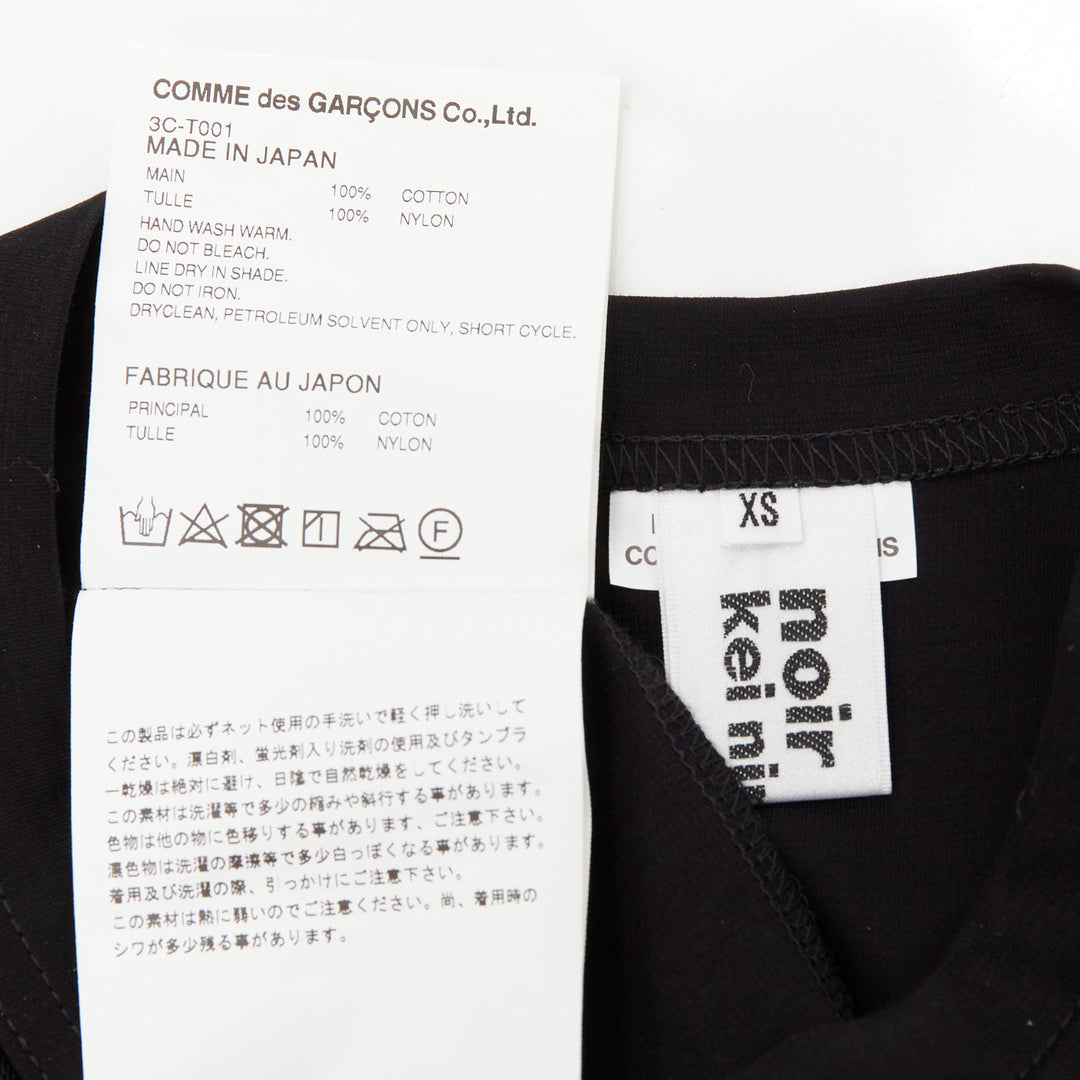 COMME des GARÇONS Co.,Ltd.
3C-T001
MADE IN JAPAN
MAIN 100% COTTON
TULLE 100% NYLON
HAND WASH WARM.
DO NOT BLEACH.
LINE DRY IN SHADE.
DO NOT IRON.
DRYCLEAN, PETROLEUM SOLVENT ONLY, SHORT CYCLE.
FABRIQUE AU JAPON
PRINCIPAL 100% COTON
TULLE 100% NYLON
1 F
この製品は必ずネット使用の手洗いで軽く押し洗いして
ください。漂白剤、蛍光剤入り洗剤の使用及びタンブラ
ー乾燥は絶対に避け、日陰で自然乾燥をしてください。
この素材は洗濯等で多少の縮みや斜行する事があります。
色物は他の物に色移りする事があります、ご注意下さい。
濃色物は洗濯の摩擦等で多少白っぽくなる事があります。
着用及び洗濯の際、引っかけにご注意下さい。
この素材は熱に弱いのでご注意ください。尚、着用時の
シワが多少残る事があります。
XS
noir
kei